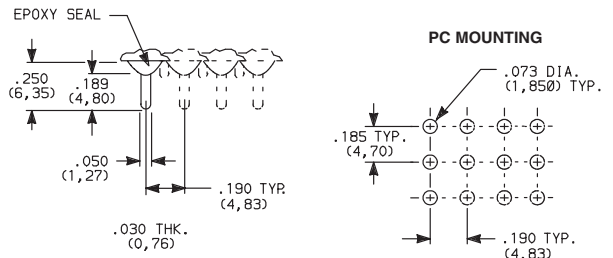 EPOXY SEAL
.250
(6,35)
.189
(4,80)
.050
(1,27)
.190 TYP.
(4,83)
.030 THK.
(0,76)
PC MOUNTING
.073 DIA.
(1,85Ø) TYP.
.185 TYP.
(4,70)
.190 TYP.
(4,83)